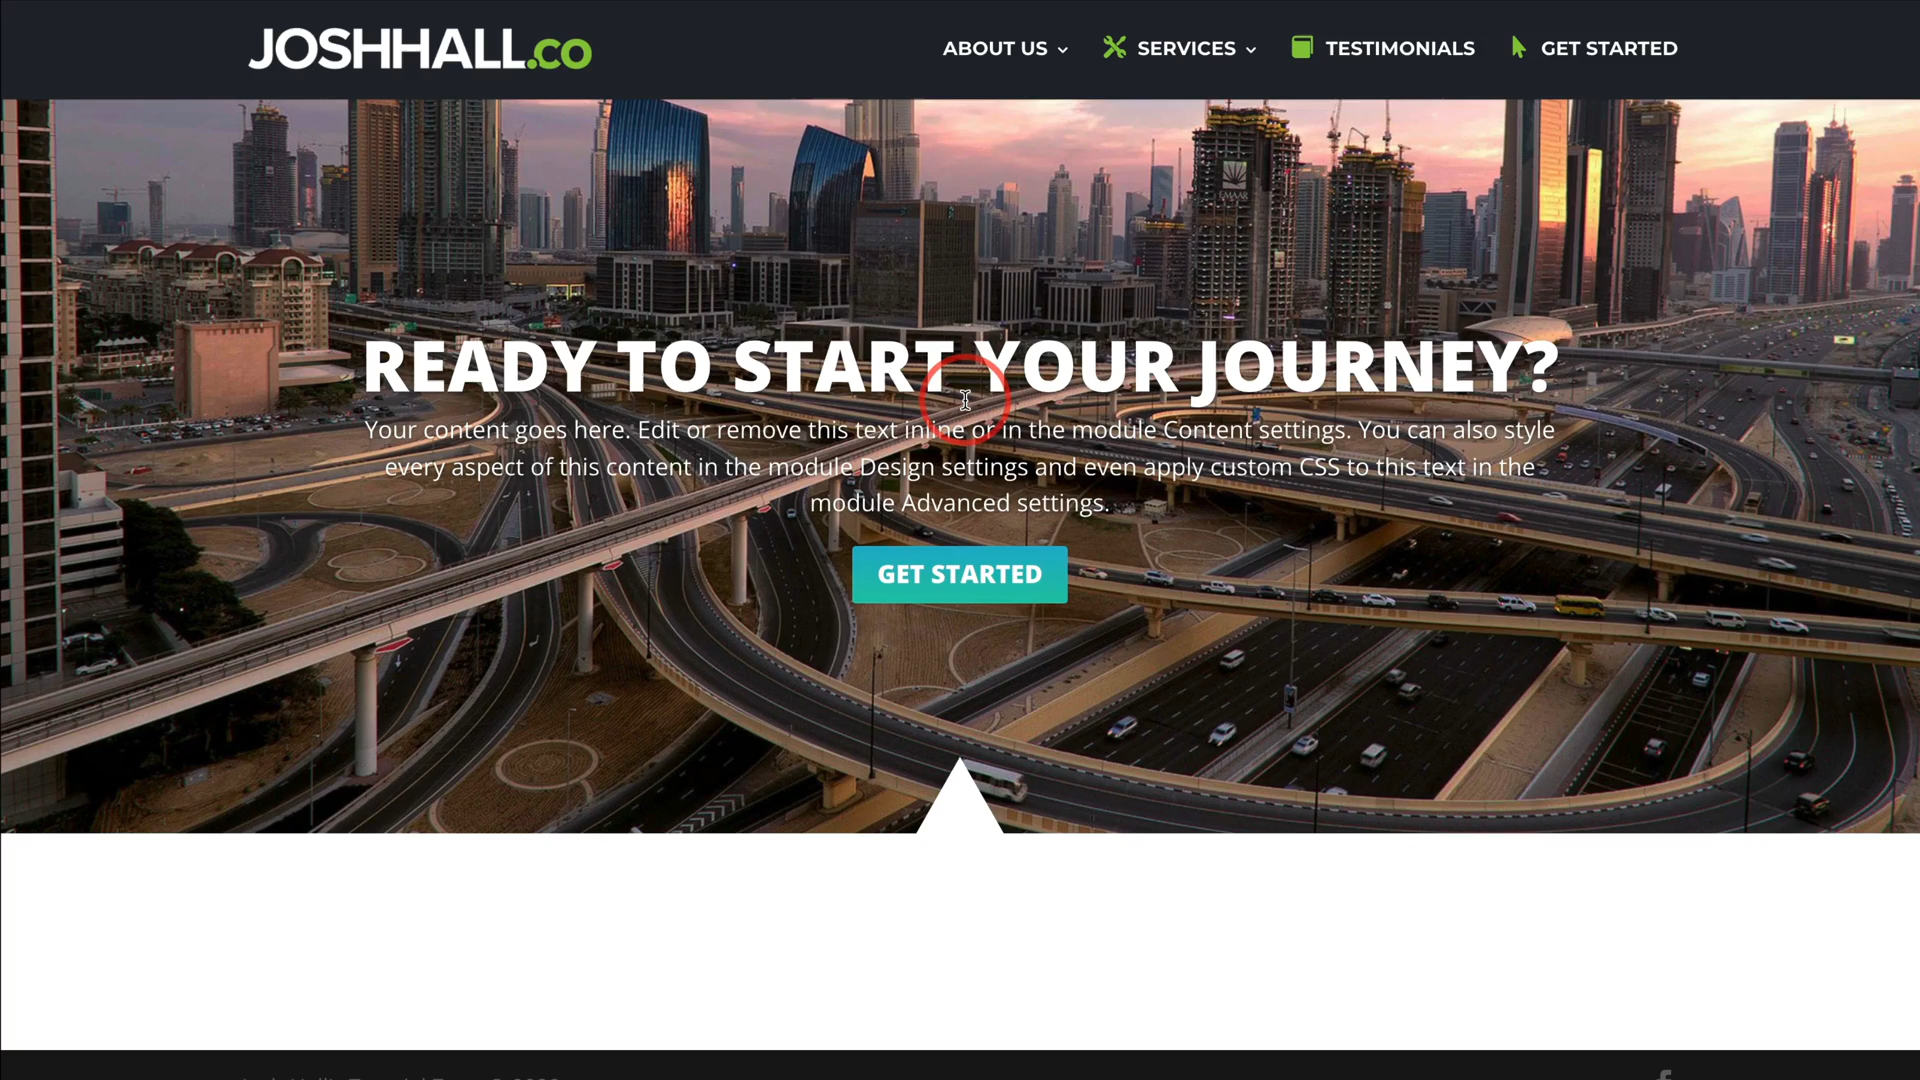 JOSHHALL.CO
ABOUT US
SERVICES
TESTIMONIALS
GET STARTED
EMAAR
READY TO START YOUR JOURNEY?
Your content goes here. Edit or remove this text inline or in the module Content settings. You can also style
every aspect of this content in the module Design settings and even apply custom CSS to this text in the
module Advanced settings.
GET STARTED